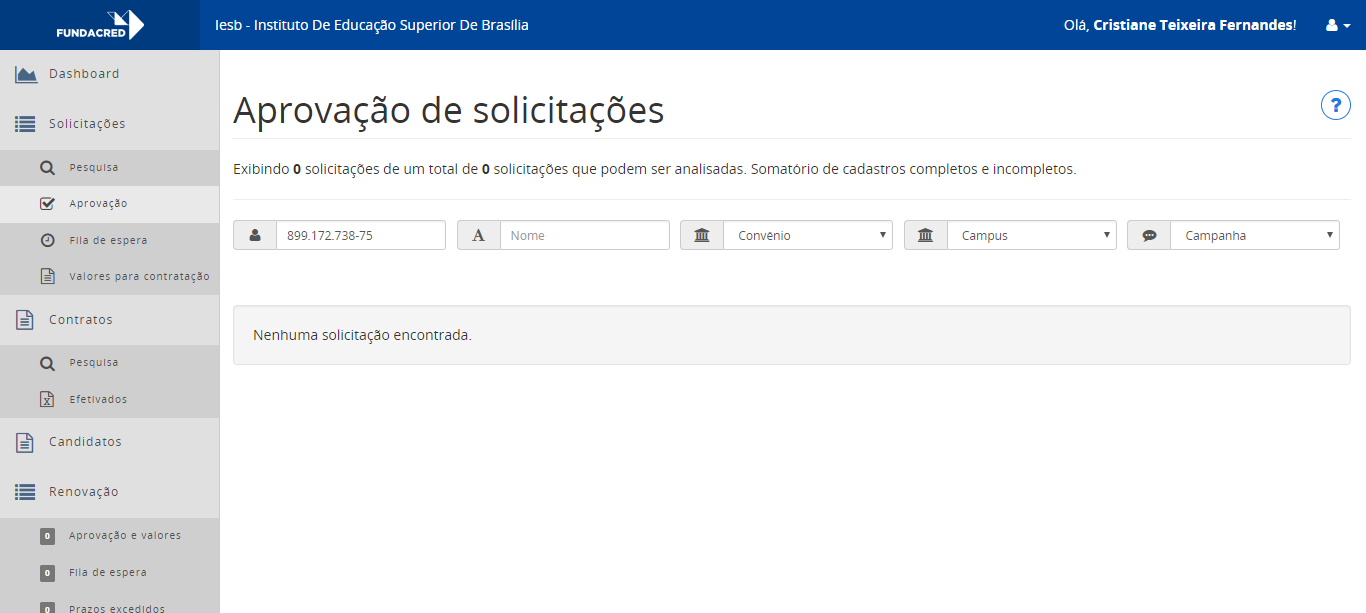 FUNDACRED
Iesb - Instituto De Educação Superior De Brasília
Olá, Cristiane Teixeira Fernandes!
Dashboard
Solicitações
Pesquisa
Aprovação
Fila de espera
Valores para contratação
Contratos
Pesquisa
Efetivados
Candidatos
Renovação
0 Aprovação e valores
0 Fila de espera
0 Prazos excedidos
Aprovação de solicitações
?
Exibindo 0 solicitações de um total de 0 solicitações que podem ser analisadas. Somatório de cadastros completos e incompletos.
899.172.738-75
A Nome
Convênio
Campus
Campanha
Nenhuma solicitação encontrada.